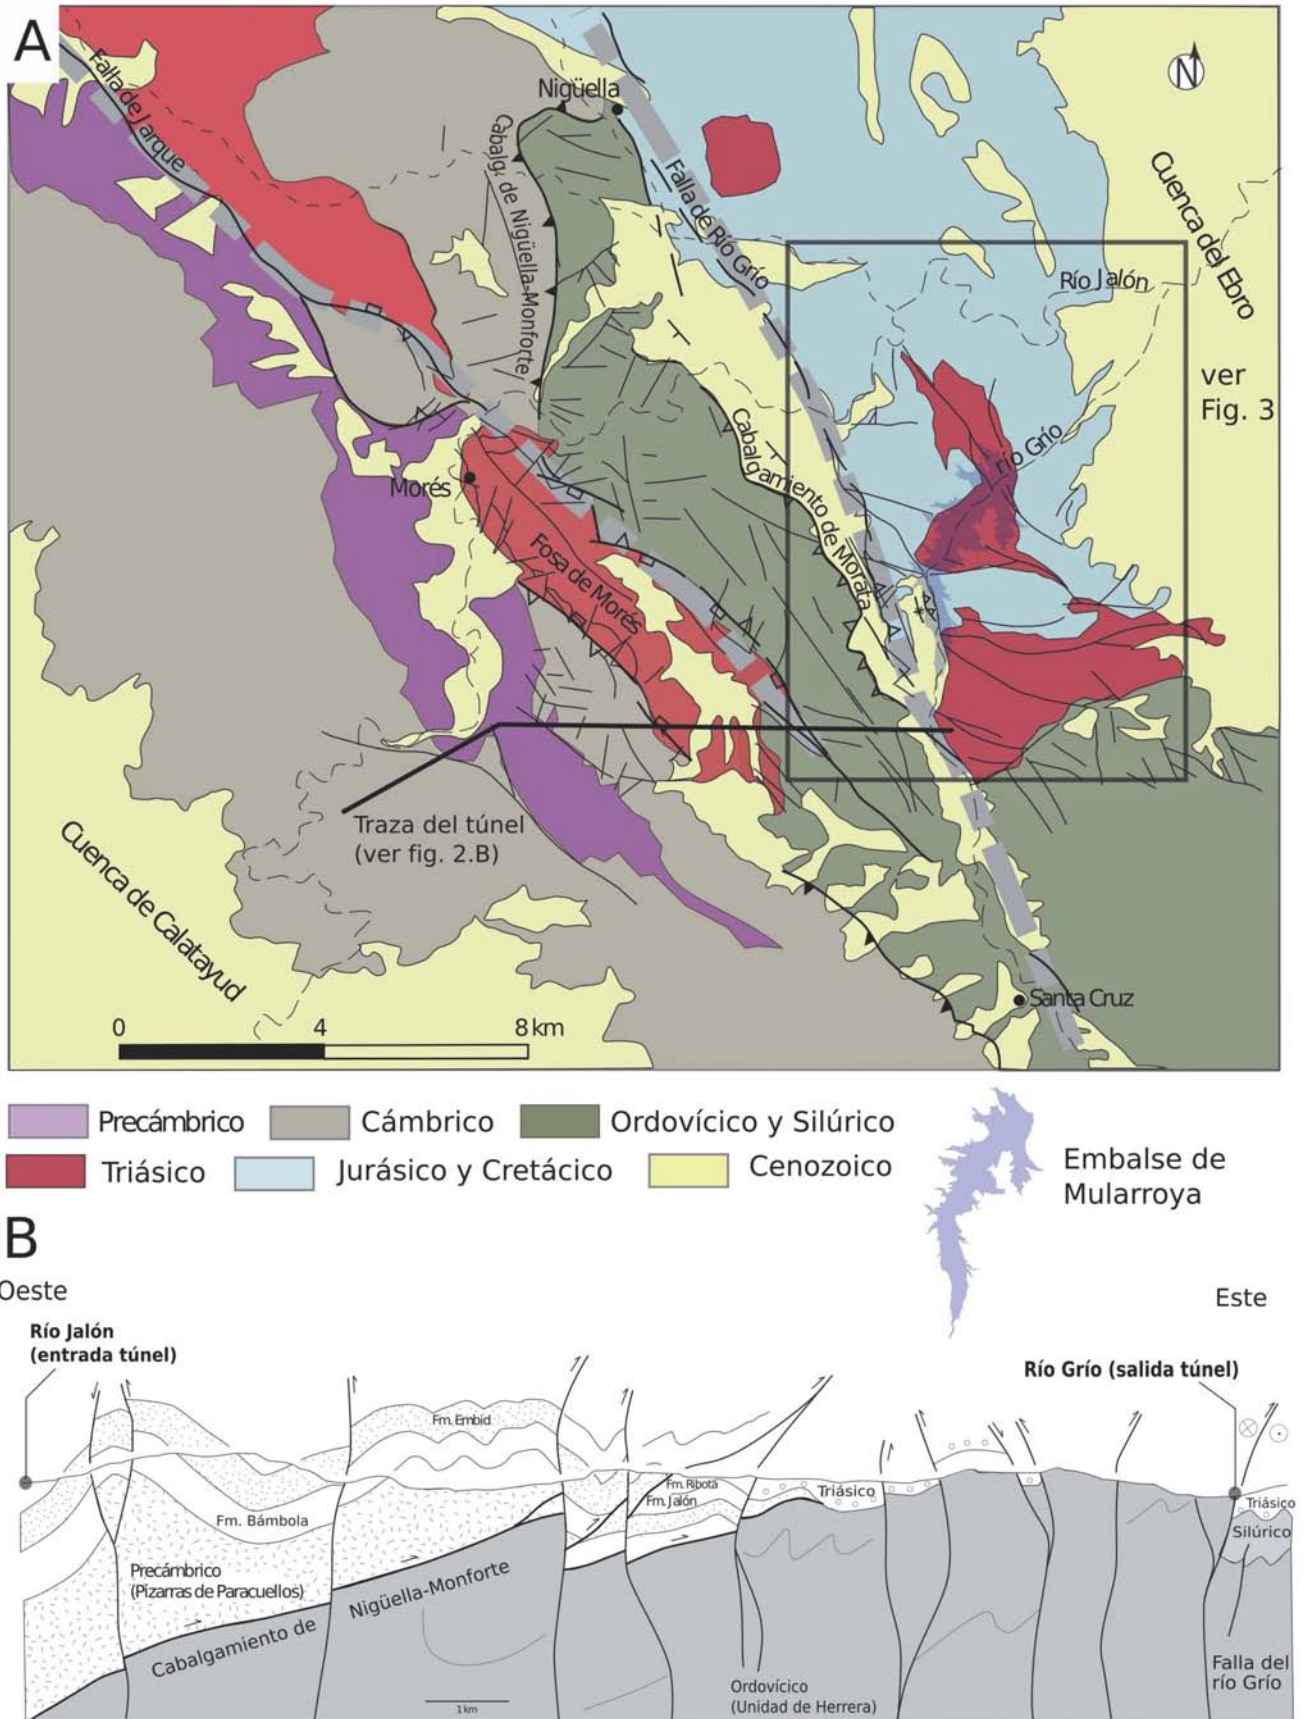 A
N
Nigüella
Falla de Jarque
Cabalg. de Nigüella-Monforte
Falla de Río Grío
Cuenca del Ebro
Río Jalón
ver
Fig. 3
río Grío
Cabalgamiento de Morata
Morés
Fosa de Morés
Traza del túnel
(ver fig. 2.B)
Cuenca de Calatayud
Santa Cruz
0 4 8 km
Precámbrico Cámbrico Ordovícico y Silúrico
Triásico Jurásico y Cretácico Cenozoico
Embalse de
Mularroya
B
Oeste
Este
Río Jalón
(entrada túnel)
Río Grío (salida túnel)
Fm. Embid
Fm. Ribota
Fm. Jalón
Triásico
Fm. Bámbola
Triásico
Silúrico
Precámbrico
(Pizarras de Paracuellos)
Cabalgamiento de Nigüella-Monforte
Ordovícico
(Unidad de Herrera)
Falla del
río Grío
1 km